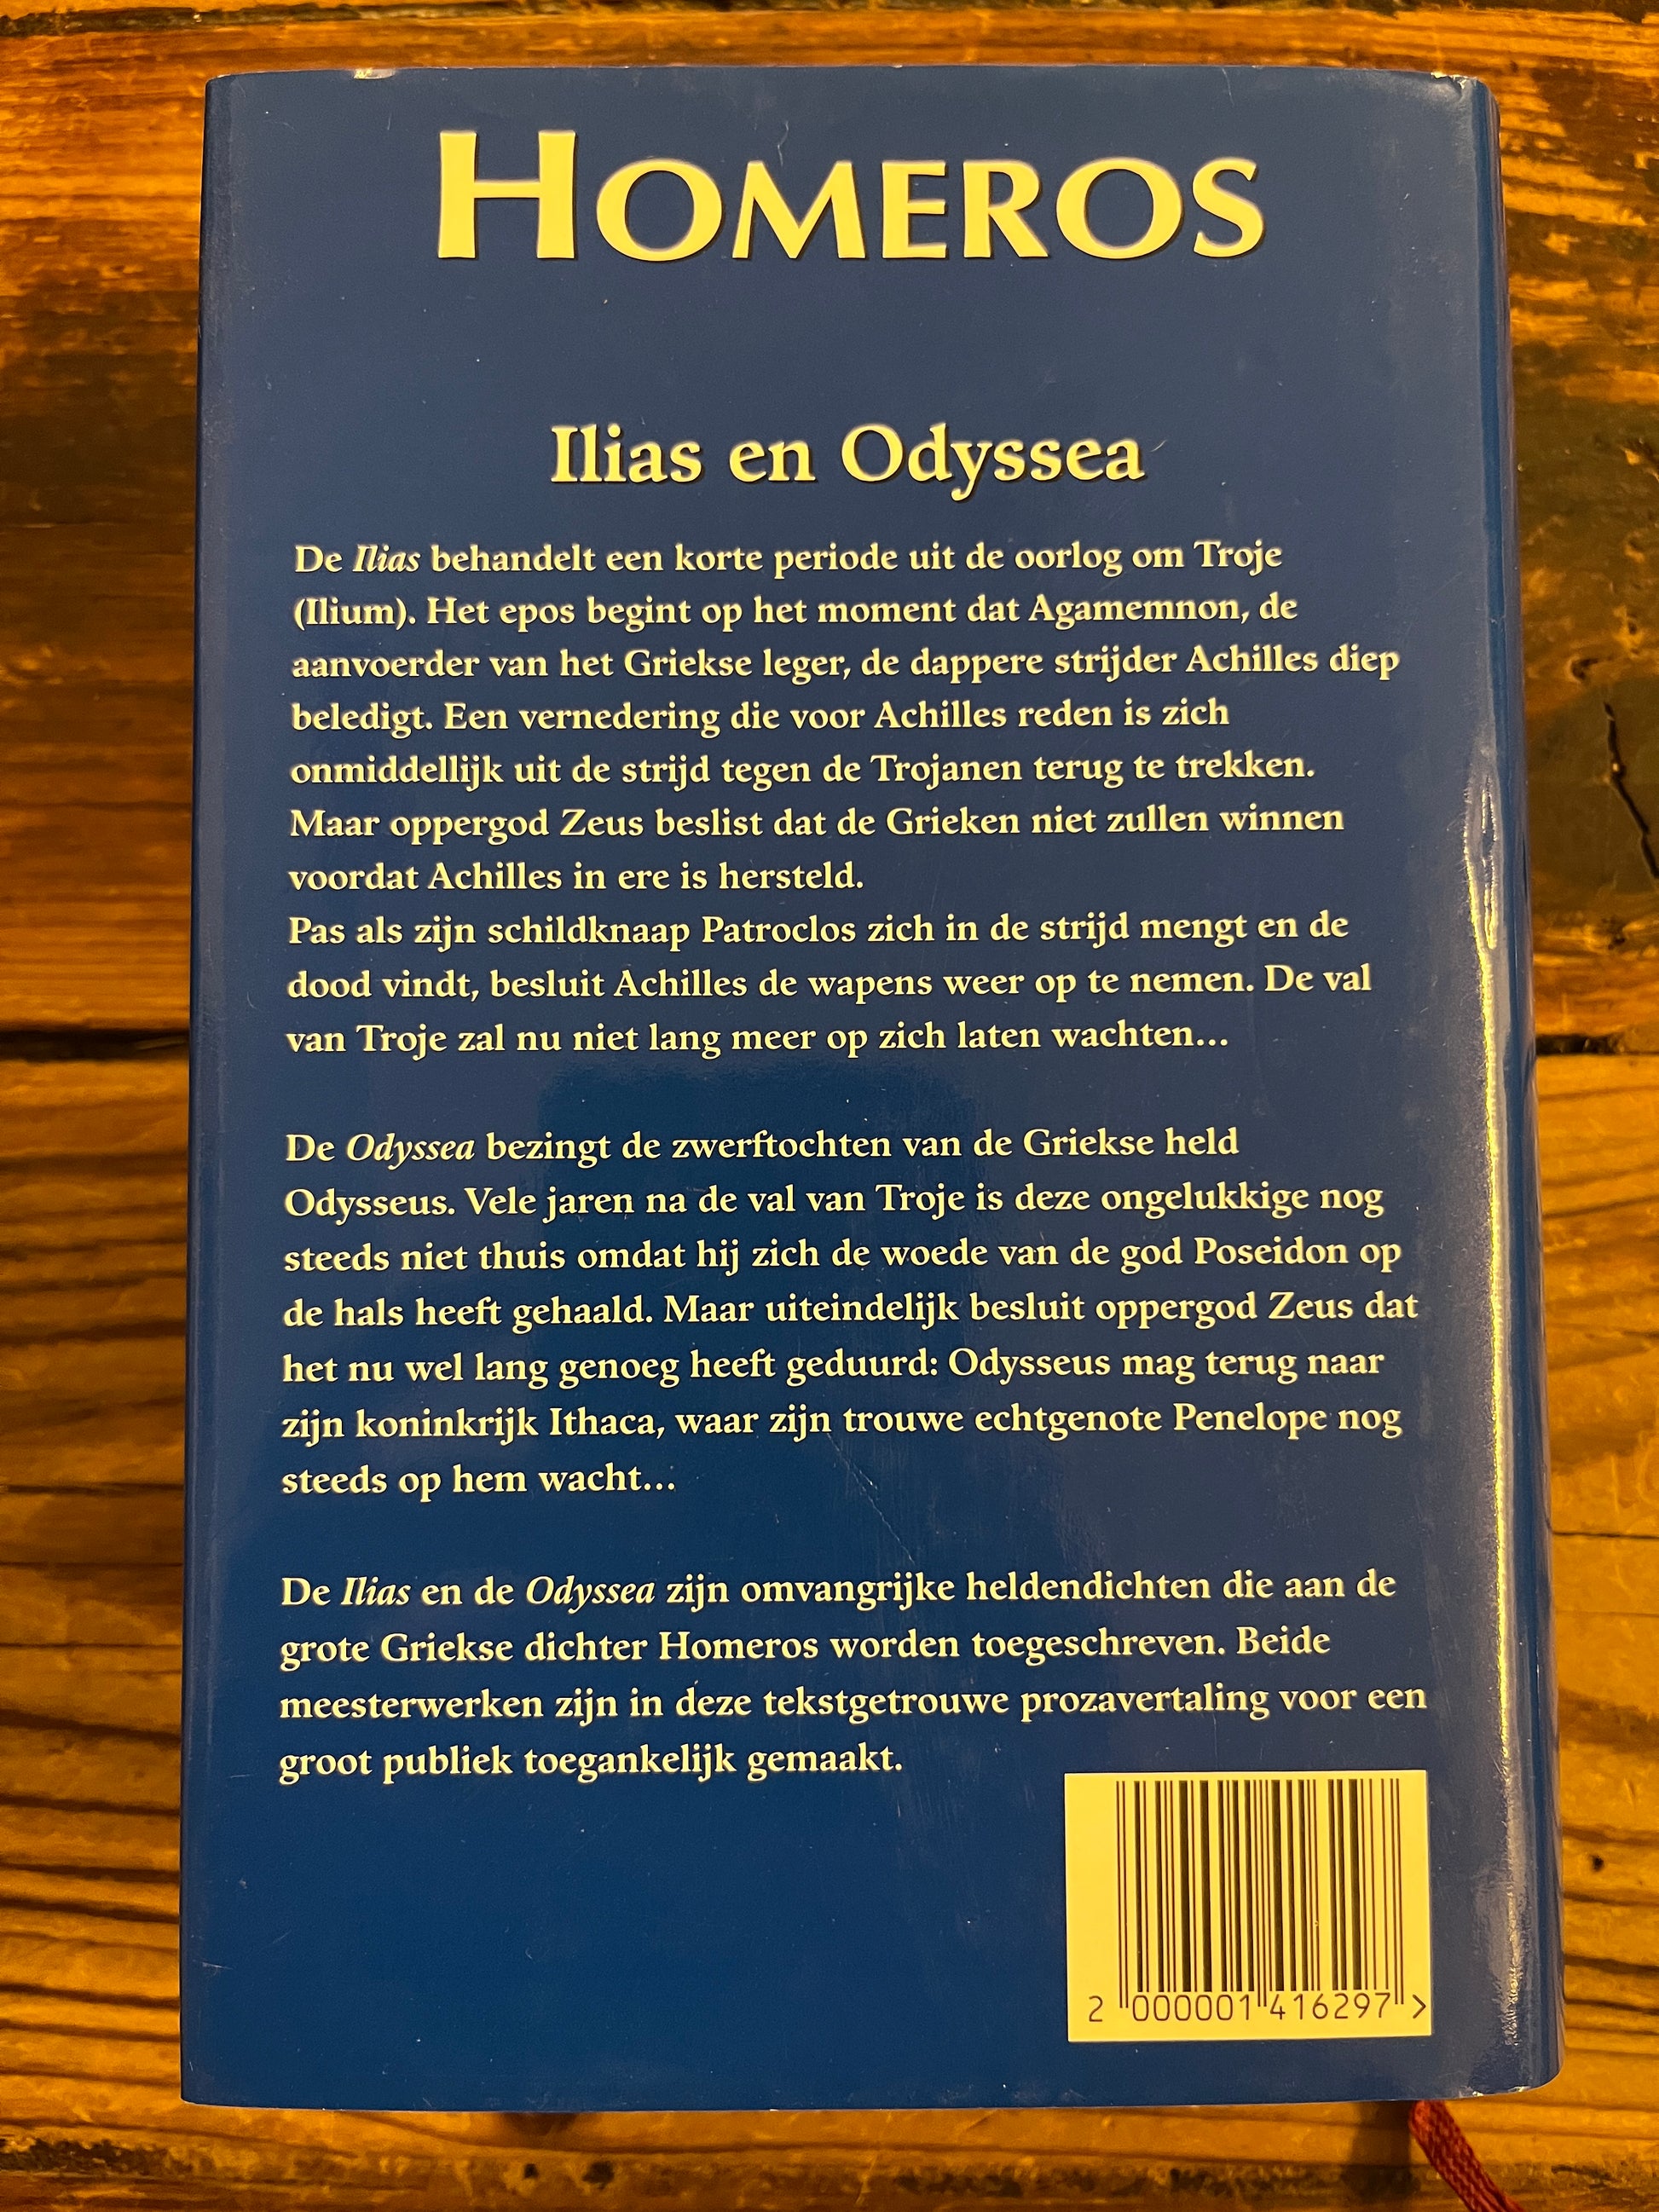 HOMEROS
Ilias en Odyssea
De Ilias behandelt een korte periode uit de oorlog om Troje
(Ilium). Het epos begint op het moment dat Agamemnon, de
aanvoerder van het Griekse leger, de dappere strijder Achilles diep
beledigt. Een vernedering die voor Achilles reden is zich
onmiddellijk uit de strijd tegen de Trojanen terug te trekken.
Maar oppergod Zeus beslist dat de Grieken niet zullen winnen
voordat Achilles in ere is hersteld.
Pas als zijn schildknaap Patroclos zich in de strijd mengt en de
dood vindt, besluit Achilles de wapens weer op te nemen. De val
van Troje zal nu niet lang meer op zich laten wachten...
De Odyssea bezingt de zwerftochten van de Griekse held
Odysseus. Vele jaren na de val van Troje is deze ongelukkige nog
steeds niet thuis omdat hij zich de woede van de god Poseidon op
de hals heeft gehaald. Maar uiteindelijk besluit oppergod Zeus dat
het nu wel lang genoeg heeft geduurd: Odysseus mag terug naar
zijn koninkrijk Ithaca, waar zijn trouwe echtgenote Penelope nog
steeds op hem wacht...
De Ilias en de Odyssea zijn omvangrijke heldendichten die aan de
grote Griekse dichter Homeros worden toegeschreven. Beide
meesterwerken zijn in deze tekstgetrouwe prozavertaling voor een
groot publiek toegankelijk gemaakt.
2 000001 416297 >